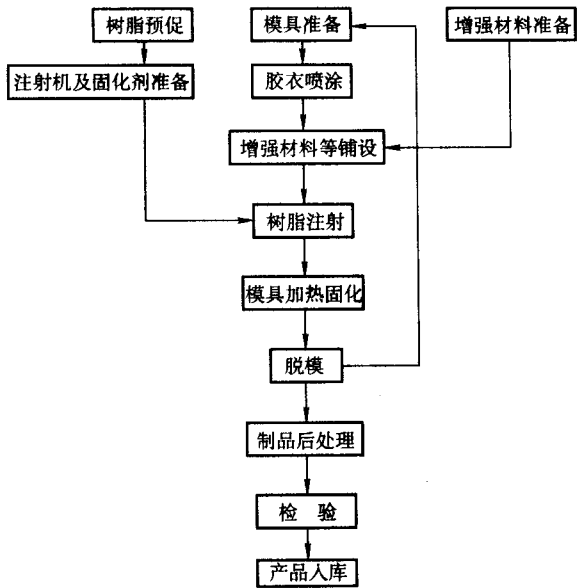 树脂预促
模具准备
增强材料准备
注射机及固化剂准备
胶衣喷涂
增强材料等铺设
树脂注射
模具加热固化
脱模
制品后处理
检 验
产品入库